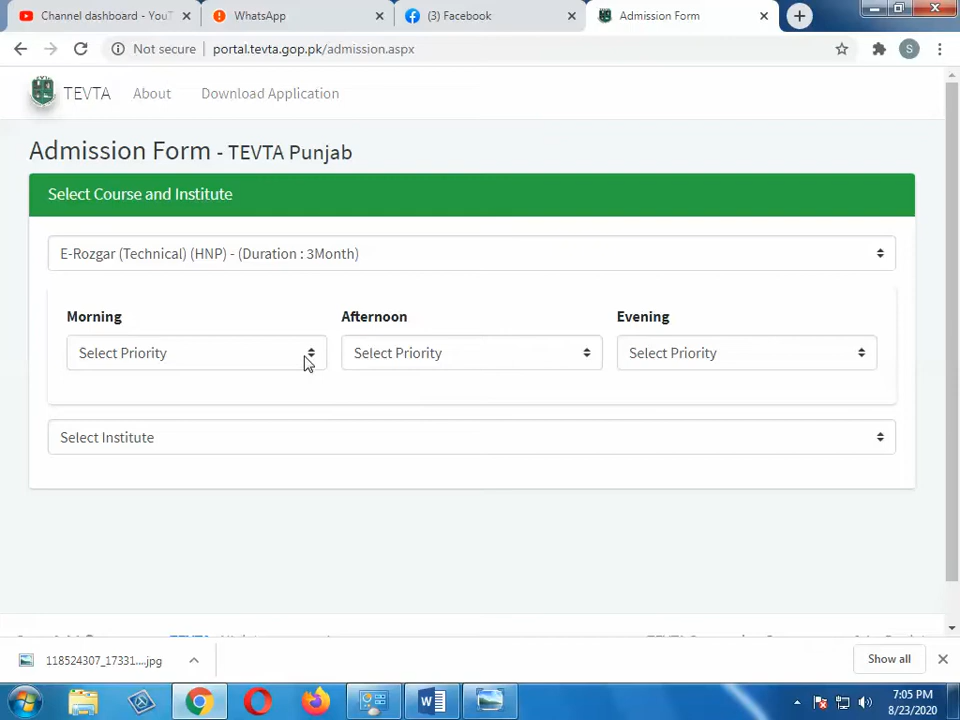 Channel dashboard - YouT
WhatsApp
(3) Facebook
Admission Form
Not secure
portal.tevta.gop.pk/admission.aspx
S
TEVTA
About
Download Application
Admission Form - TEVTA Punjab
Select Course and Institute
E-Rozgar (Technical) (HNP) - (Duration : 3Month)
Morning
Afternoon
Evening
Select Priority
Select Priority
Select Priority
Select Institute
118524307_17331....jpg
Show all
7:05 PM
8/23/2020